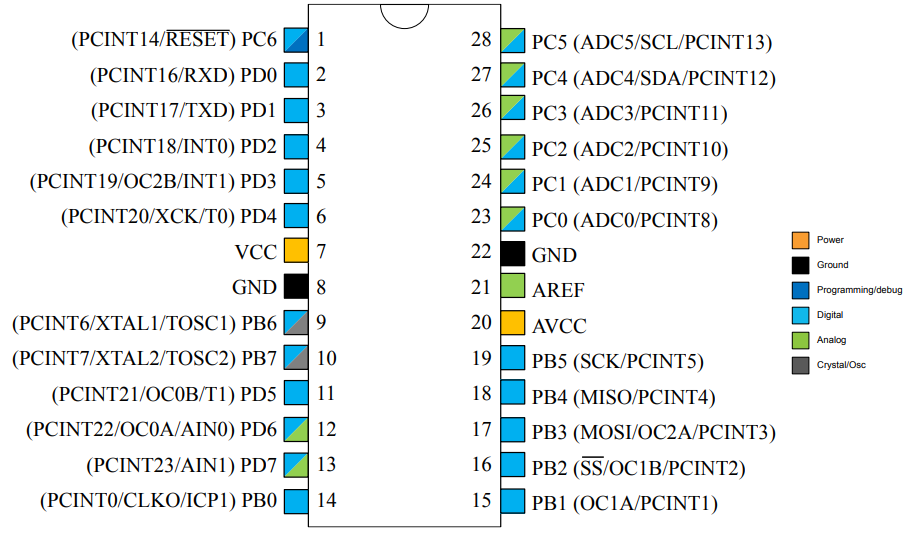 (PCINT14/RESET) PC6 1
(PCINT16/RXD) PD0 2
(PCINT17/TXD) PD1 3
(PCINT18/INT0) PD2 4
(PCINT19/OC2B/INT1) PD3 5
(PCINT20/XCK/T0) PD4 6
VCC 7
GND 8
(PCINT6/XTAL1/TOSC1) PB6 9
(PCINT7/XTAL2/TOSC2) PB7 10
(PCINT21/OC0B/T1) PD5 11
(PCINT22/OC0A/AIN0) PD6 12
(PCINT23/AIN1) PD7 13
(PCINT0/CLKO/ICP1) PB0 14
28 PC5 (ADC5/SCL/PCINT13)
27 PC4 (ADC4/SDA/PCINT12)
26 PC3 (ADC3/PCINT11)
25 PC2 (ADC2/PCINT10)
24 PC1 (ADC1/PCINT9)
23 PC0 (ADC0/PCINT8)
22 GND
21 AREF
20 AVCC
19 PB5 (SCK/PCINT5)
18 PB4 (MISO/PCINT4)
17 PB3 (MOSI/OC2A/PCINT3)
16 PB2 (SS/OC1B/PCINT2)
15 PB1 (OC1A/PCINT1)
Power
Ground
Programming/debug
Digital
Analog
Crystal/Osc